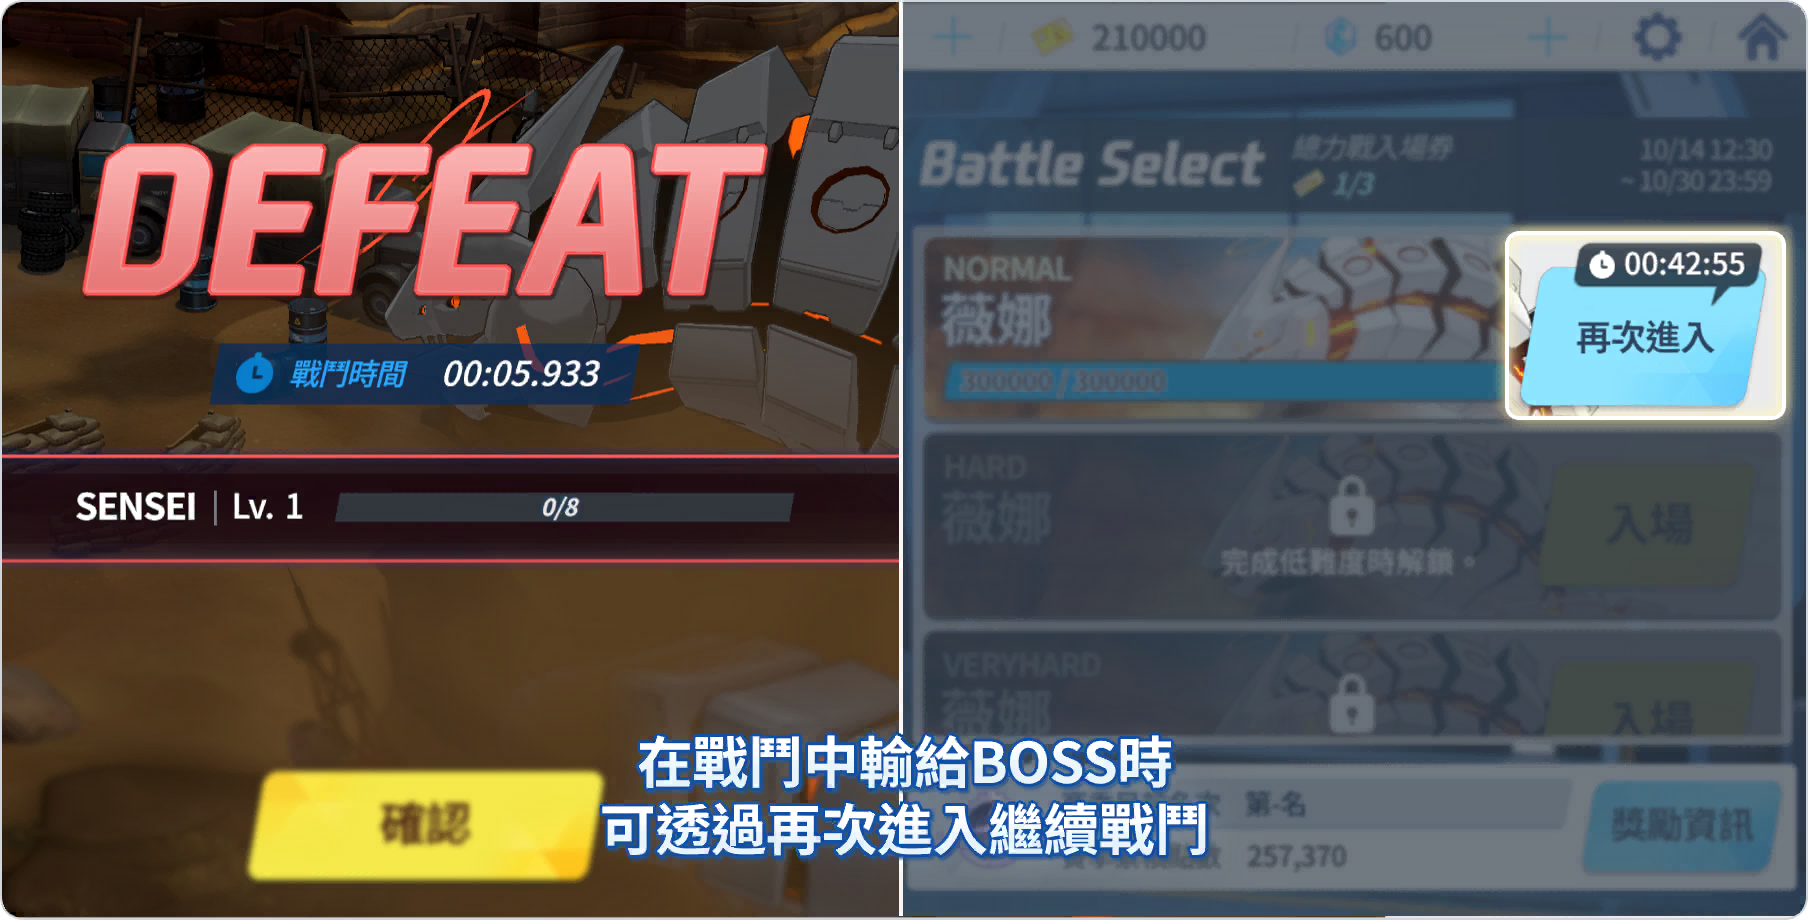 DEFEAT
戰鬥時間 00:05.933
SENSEI | Lv. 1 0/8
確認
210000 600
Battle Select 總力戰入場券 1/3
10/14 12:30
~ 10/30 23:59
NORMAL
薇娜
300000 / 300000
00:42:55
再次進入
HARD
薇娜
完成低難度時解鎖。
入場
VERYHARD
薇娜
入場
在戰鬥中輸給BOSS時
可透過再次進入繼續戰鬥
第-名
257,370
獎勵資訊